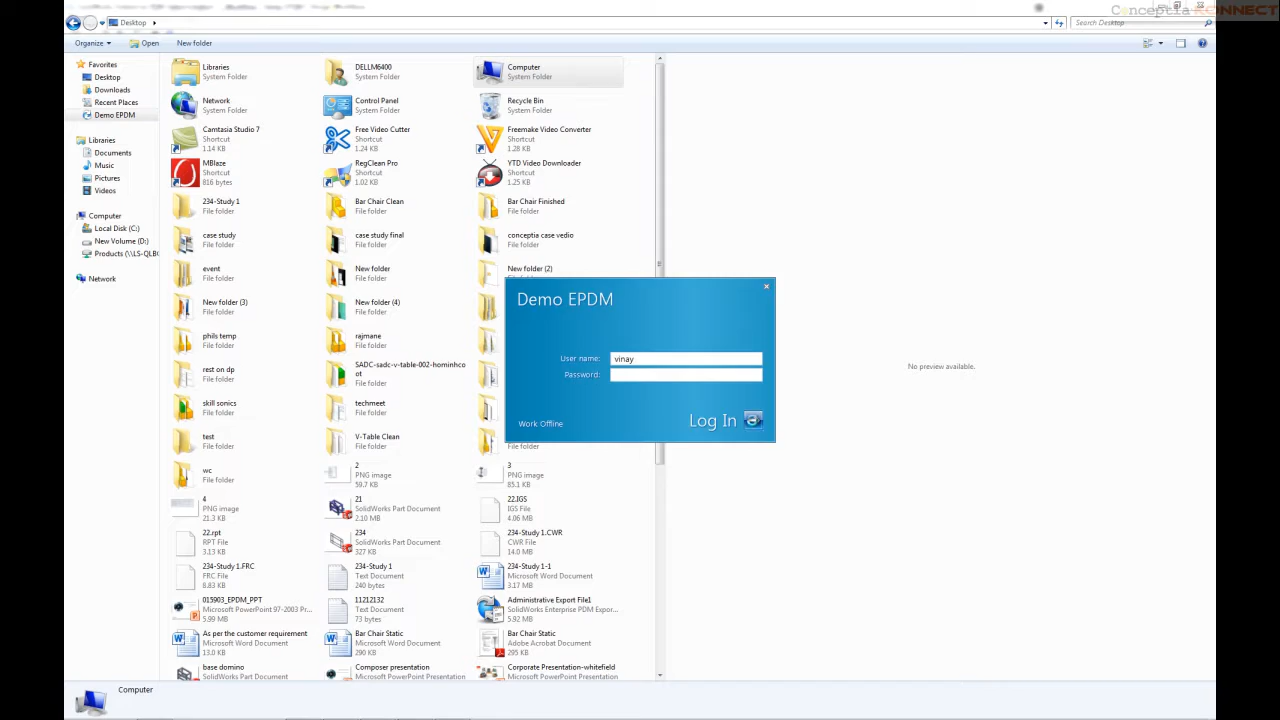 Conceptia KONNECT
Desktop
Search Desktop
Organize
Open
New folder
Favorites
Desktop
Downloads
Recent Places
Demo EPDM
Libraries
Documents
Music
Pictures
Videos
Computer
Local Disk (C:)
New Volume (D:)
Products (\\LS-QLBC
Network
Libraries
System Folder
DELLM6400
System Folder
Computer
System Folder
Network
System Folder
Control Panel
System Folder
Recycle Bin
System Folder
Camtasia Studio 7
Shortcut
1.14 KB
Free Video Cutter
Shortcut
1.24 KB
Freemake Video Converter
Shortcut
1.28 KB
MBlaze
Shortcut
816 bytes
RegClean Pro
Shortcut
1.02 KB
YTD Video Downloader
Shortcut
1.25 KB
234-Study 1
File folder
Bar Chair Clean
File folder
Bar Chair Finished
File folder
case study
File folder
case study final
File folder
conceptia case vedio
File folder
event
File folder
New folder
File folder
New folder (2)
File folder
New folder (3)
File folder
New folder (4)
File folder
phils temp
File folder
rajmane
File folder
rest on dp
File folder
SADC-sadc-v-table-002-hominhco
ot
File folder
skill sonics
File folder
techmeet
File folder
test
File folder
V-Table Clean
File folder
File folder
wc
File folder
2
PNG image
59.7 KB
3
PNG image
85.1 KB
4
PNG image
21.3 KB
21
SolidWorks Part Document
2.10 MB
22.IGS
IGS File
4.06 MB
22.rpt
RPT File
3.13 KB
234
SolidWorks Part Document
327 KB
234-Study 1.CWR
CWR File
14.0 MB
234-Study 1.FRC
FRC File
8.83 KB
234-Study 1
Text Document
240 bytes
234-Study 1-1
Microsoft Word Document
3.17 MB
015903_EPDM_PPT
Microsoft PowerPoint 97-2003 Pr...
5.99 MB
11212132
Text Document
73 bytes
Administrative Export File1
SolidWorks Enterprise PDM Expor...
5.92 MB
As per the customer requirement
Microsoft Word Document
13.0 KB
Bar Chair Static
Microsoft Word Document
290 KB
Bar Chair Static
Adobe Acrobat Document
295 KB
base domino
SolidWorks Part Document
Composer presentation
Microsoft PowerPoint Presentation
Corporate Presentation-whitefield
Microsoft PowerPoint Presentation
Demo EPDM
User name:
vinay
Password:
Work Offline
Log In
No preview available.
Computer